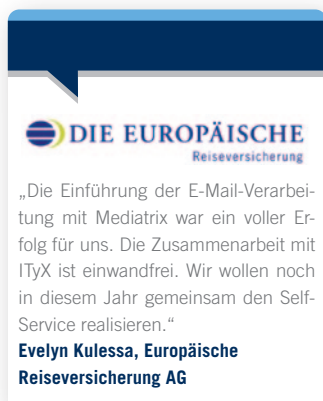 DIE EUROPÄISCHE
Reiseversicherung
„Die Einführung der E-Mail-Verarbei-
tung mit Mediatrix war ein voller Er-
folg für uns. Die Zusammenarbeit mit
ITyX ist einwandfrei. Wir wollen noch
in diesem Jahr gemeinsam den Self-
Service realisieren.“
Evelyn Kulessa, Europäische
Reiseversicherung AG